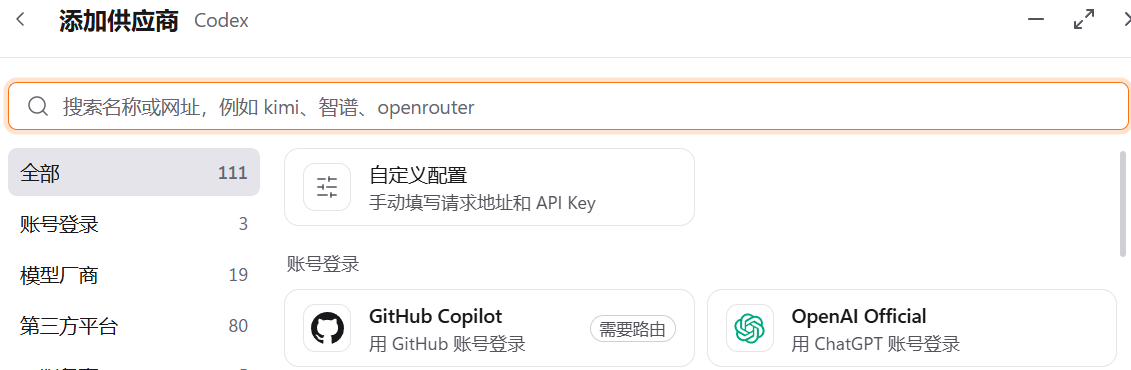 添加供应商 Codex
搜索名称或网址，例如 kimi、智谱、openrouter
全部 111
账号登录 3
模型厂商 19
第三方平台 80
自定义配置
手动填写请求地址和 API Key
账号登录
GitHub Copilot
用 GitHub 账号登录
需要路由
OpenAI Official
用 ChatGPT 账号登录